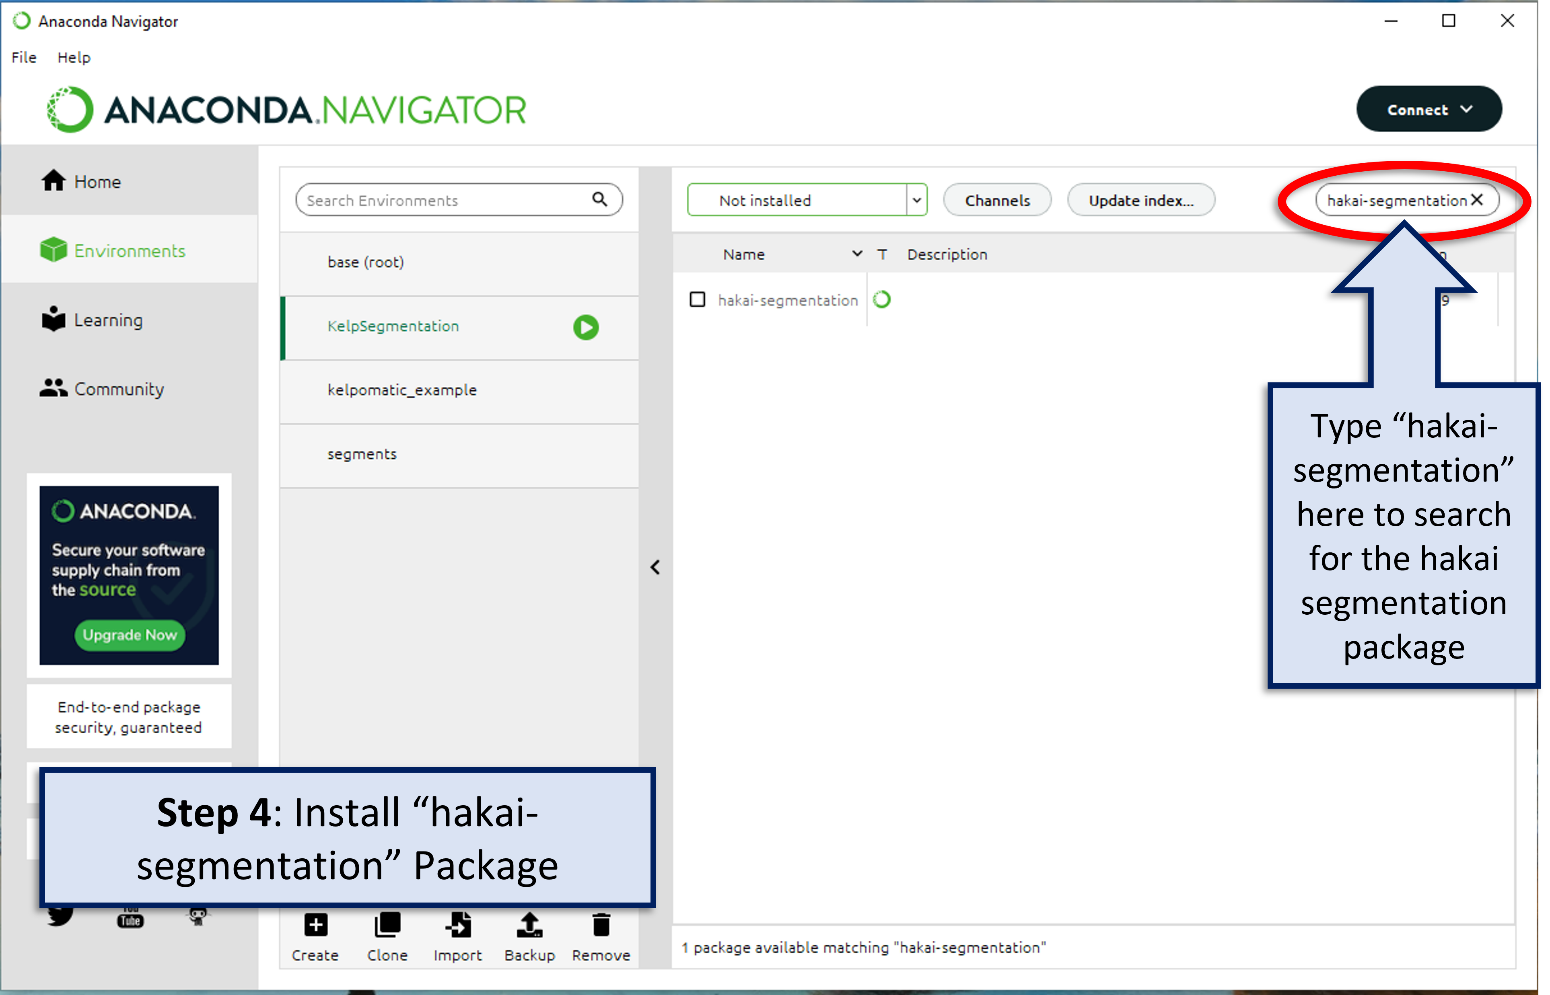 Anaconda Navigator
File Help
ANACONDA.NAVIGATOR
Connect
Home
Environments
Learning
Community
ANACONDA.
Secure your software
supply chain from
the source
Upgrade Now
End-to-end package
security, guaranteed
Search Environments
base (root)
KelpSegmentation
kelpomatic_example
segments
Create Clone Import Backup Remove
Not installed Channels Update index... hakai-segmentation
Name T Description
hakai-segmentation
1 package available matching "hakai-segmentation"
Type “hakai-
segmentation”
here to search
for the hakai
segmentation
package
Step 4: Install “hakai-
segmentation” Package